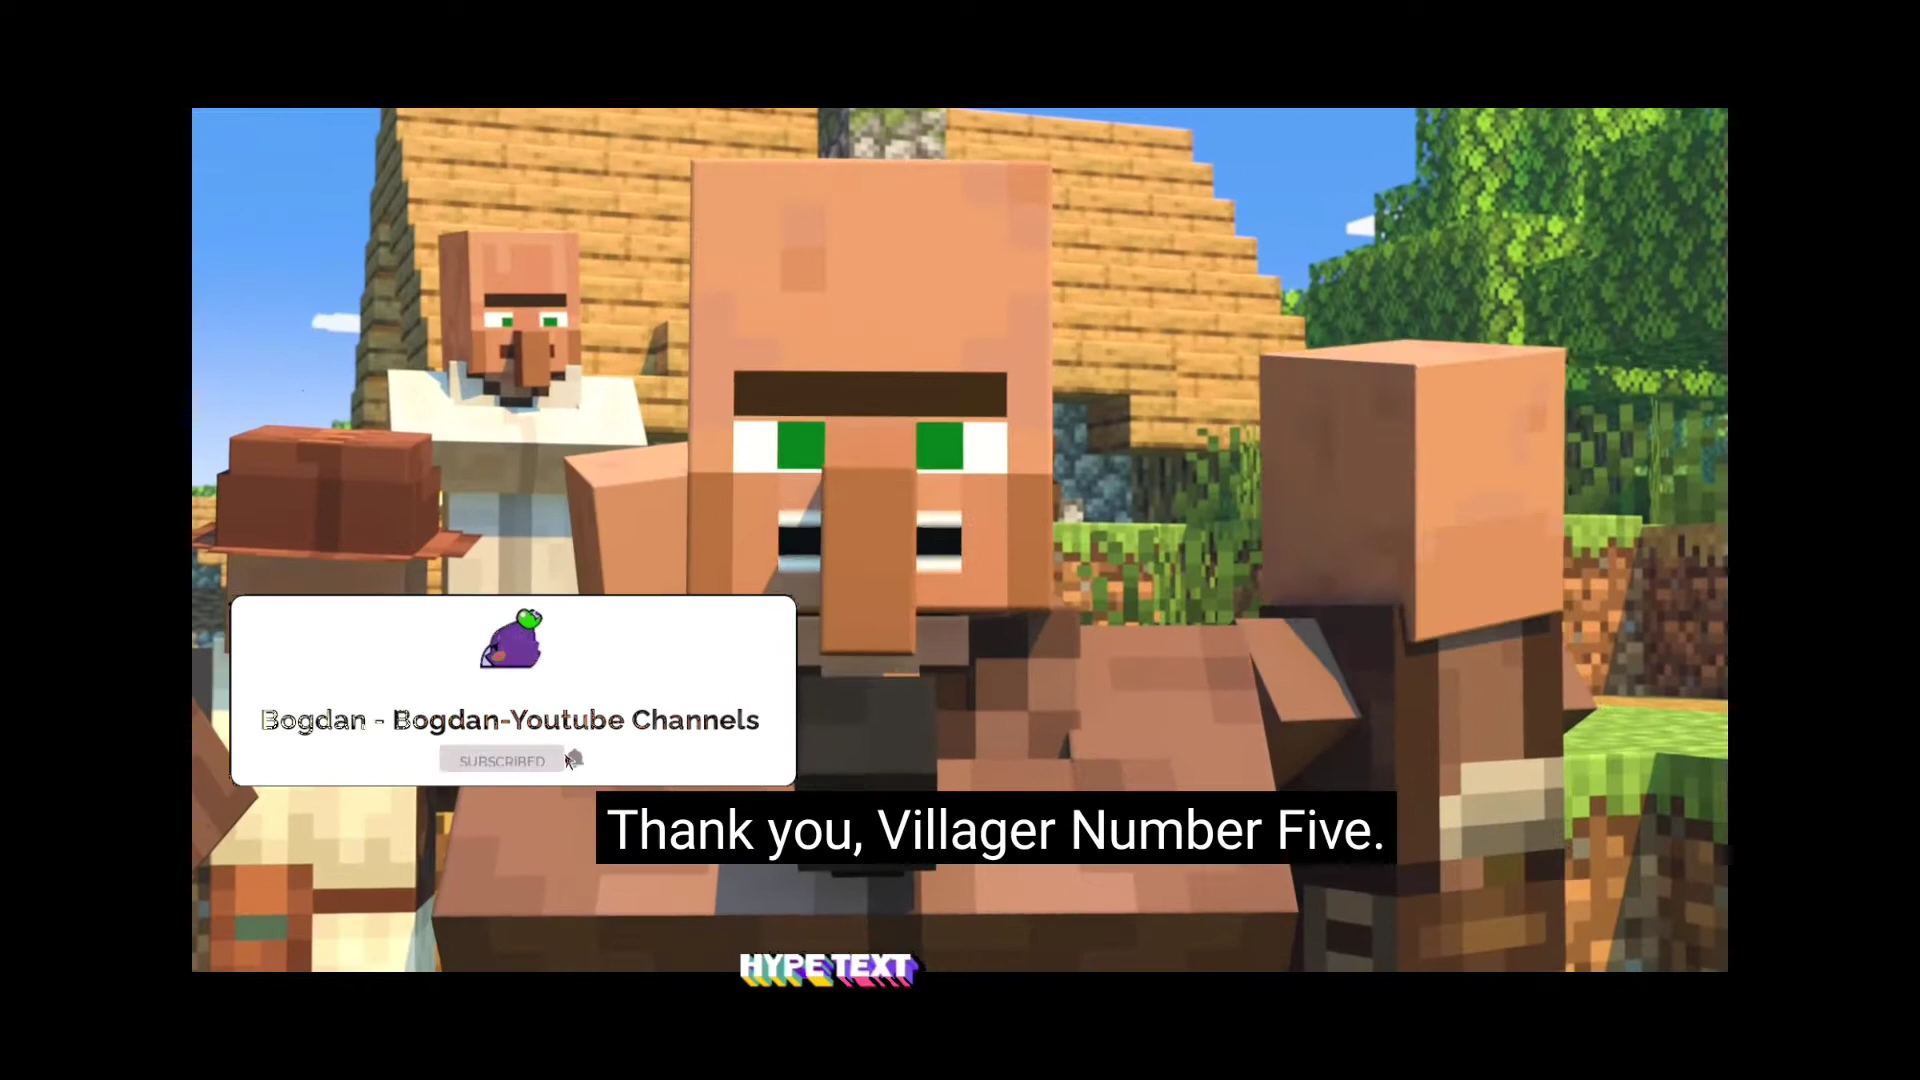 Bogdan - Bogdan-Youtube Channels
SUBSCRIBED
Thank you, Villager Number Five.
HYPE TEXT